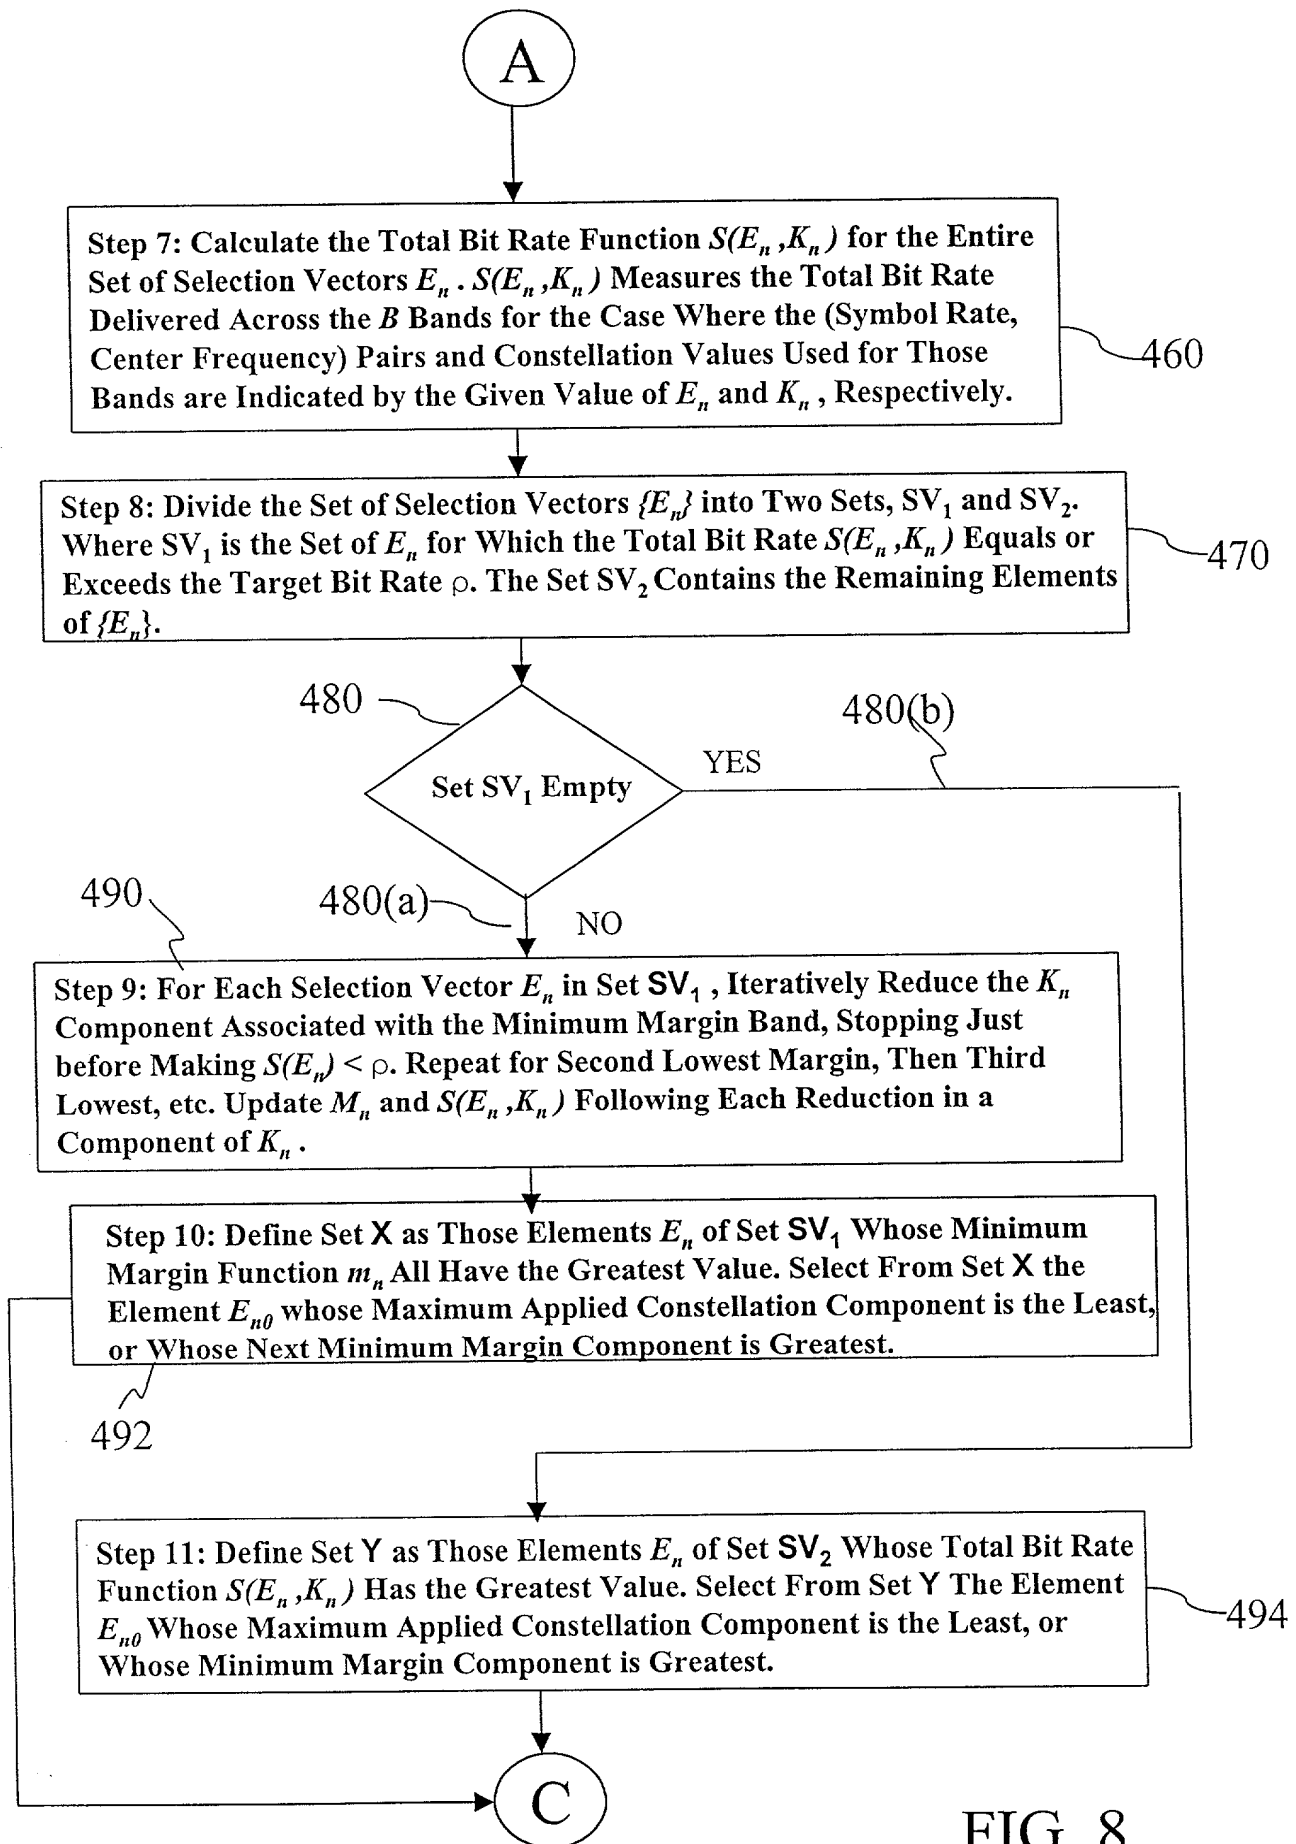 A
Step 7: Calculate the Total Bit Rate Function S(En ,Kn ) for the Entire
Set of Selection Vectors En . S(En ,Kn ) Measures the Total Bit Rate
Delivered Across the B Bands for the Case Where the (Symbol Rate,
Center Frequency) Pairs and Constellation Values Used for Those
Bands are Indicated by the Given Value of En and Kn , Respectively.
460
Step 8: Divide the Set of Selection Vectors {En} into Two Sets, SV1 and SV2.
Where SV1 is the Set of En for Which the Total Bit Rate S(En ,Kn ) Equals or
Exceeds the Target Bit Rate ρ. The Set SV2 Contains the Remaining Elements
of {En}.
470
480
480(b)
YES
Set SV1 Empty
490
480(a)
NO
Step 9: For Each Selection Vector En in Set SV1 , Iteratively Reduce the Kn
Component Associated with the Minimum Margin Band, Stopping Just
before Making S(En) < ρ. Repeat for Second Lowest Margin, Then Third
Lowest, etc. Update Mn and S(En ,Kn ) Following Each Reduction in a
Component of Kn .
Step 10: Define Set X as Those Elements En of Set SV1 Whose Minimum
Margin Function mn All Have the Greatest Value. Select From Set X the
Element En0 whose Maximum Applied Constellation Component is the Least,
or Whose Next Minimum Margin Component is Greatest.
492
Step 11: Define Set Y as Those Elements En of Set SV2 Whose Total Bit Rate
Function S(En ,Kn ) Has the Greatest Value. Select From Set Y The Element
En0 Whose Maximum Applied Constellation Component is the Least, or
Whose Minimum Margin Component is Greatest.
494
C
FIG. 8